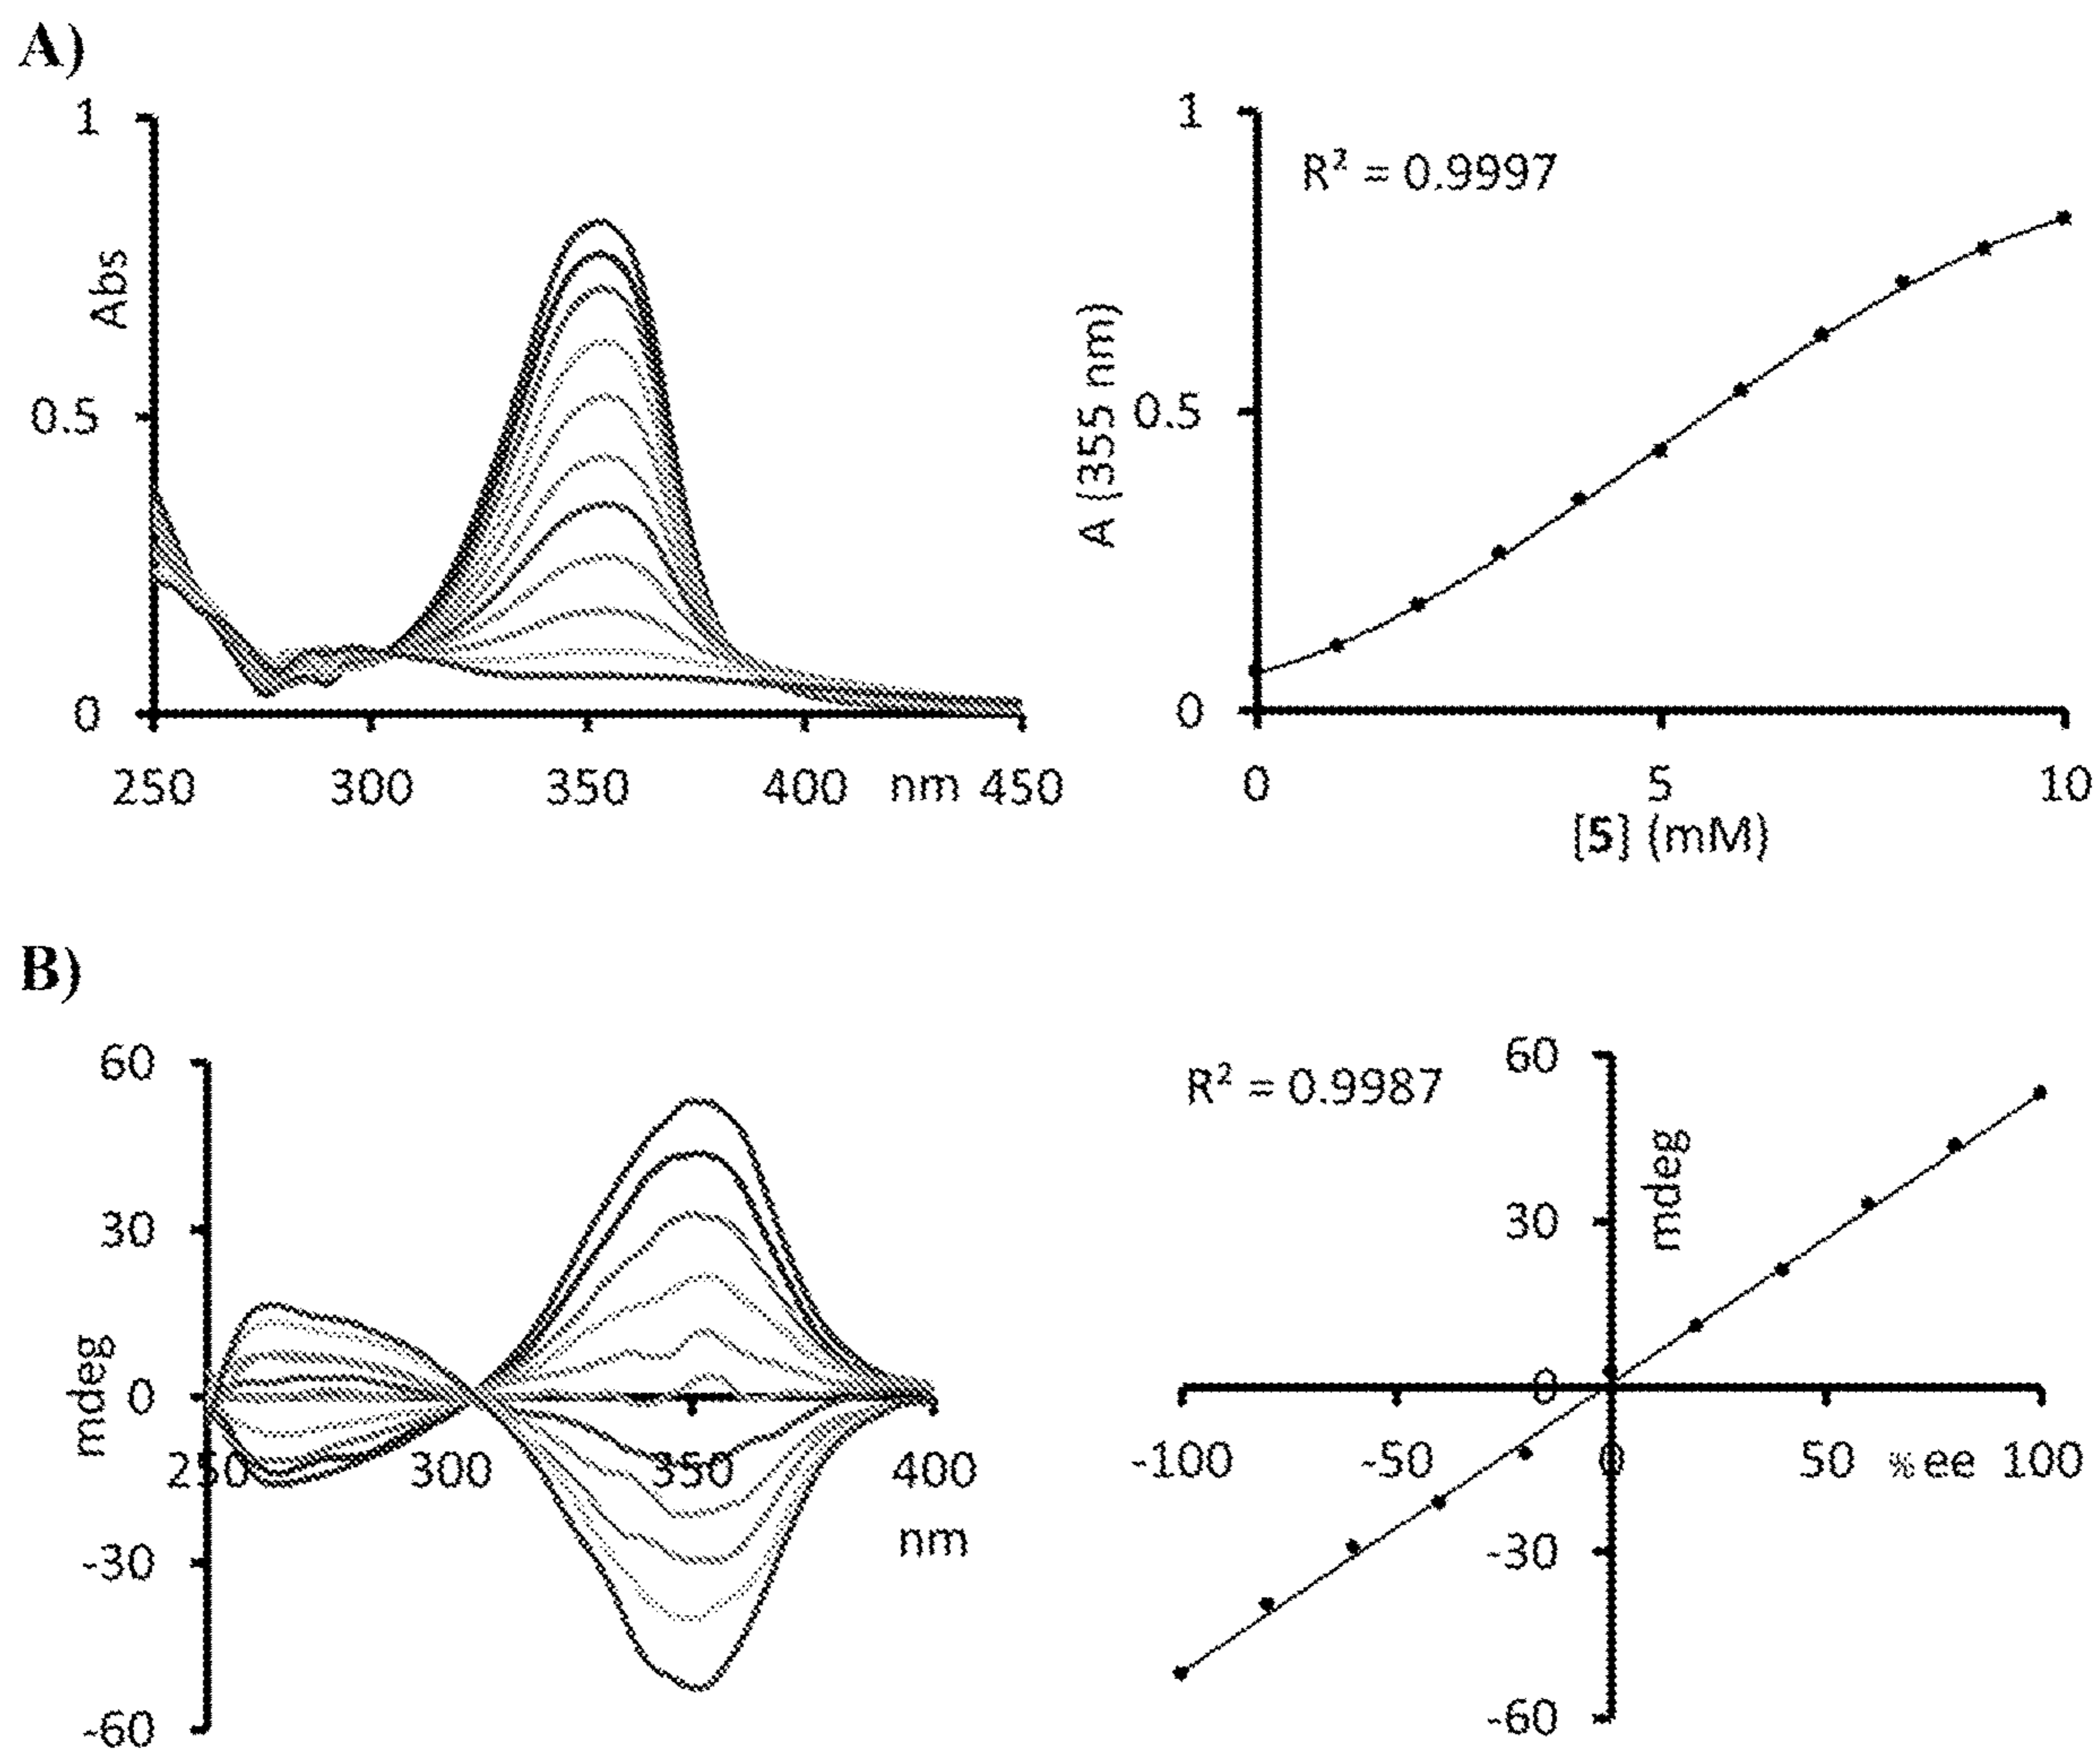 A)
1
Abs
0.5
0
250 300 350 400 nm 450
1
R² = 0.9997
A (355 nm)
0.5
0
0 5 10
[5] (mM)
B)
60
30
mdeg
0
250 300 350 400
nm
-30
-60
R² = 0.9987
60
mdeg
30
0
-100 -50 0 50 %ee 100
-30
-60